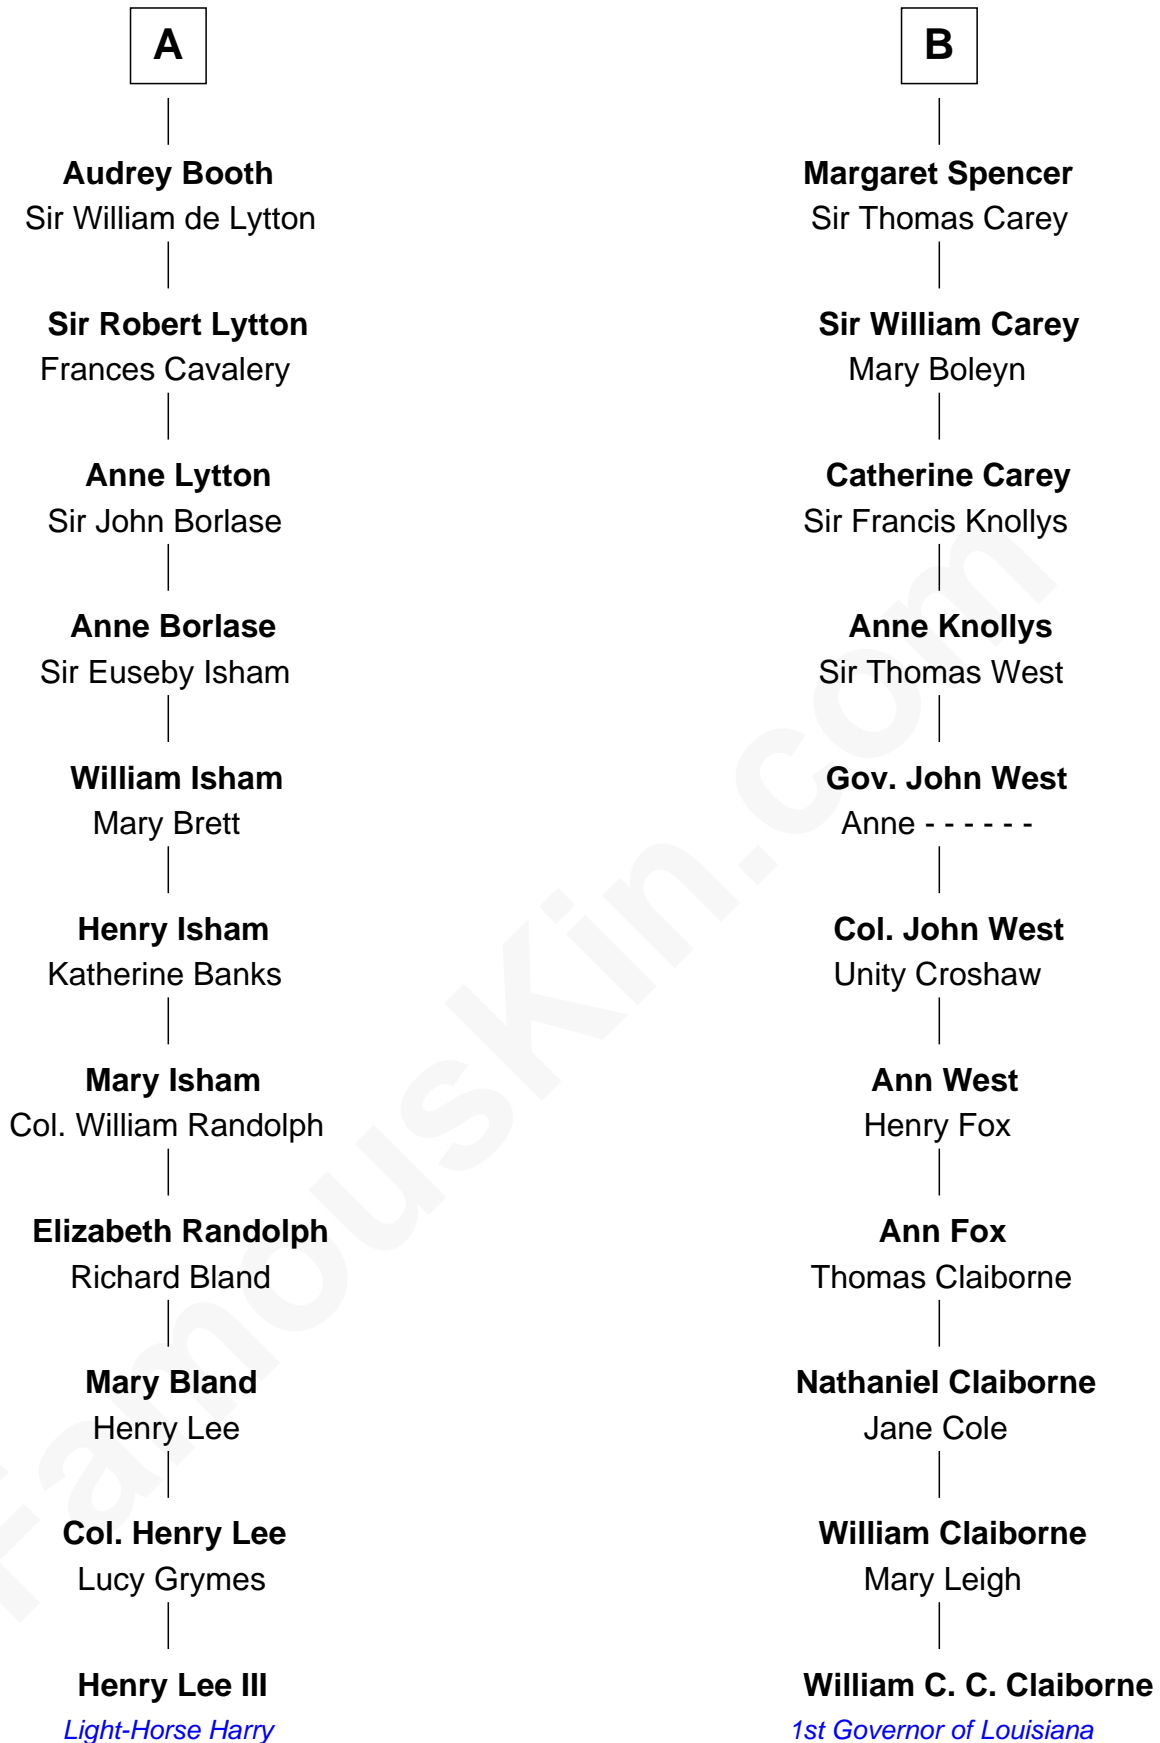 A
Audrey Booth
Sir William de Lytton
Sir Robert Lytton
Frances Cavalery
Anne Lytton
Sir John Borlase
Anne Borlase
Sir Euseby Isham
William Isham
Mary Brett
Henry Isham
Katherine Banks
Mary Isham
Col. William Randolph
Elizabeth Randolph
Richard Bland
Mary Bland
Henry Lee
Col. Henry Lee
Lucy Grymes
Henry Lee III
Light-Horse Harry
B
Margaret Spencer
Sir Thomas Carey
Sir William Carey
Mary Boleyn
Catherine Carey
Sir Francis Knollys
Anne Knollys
Sir Thomas West
Gov. John West
Anne - - - - - -
Col. John West
Unity Croshaw
Ann West
Henry Fox
Ann Fox
Thomas Claiborne
Nathaniel Claiborne
Jane Cole
William Claiborne
Mary Leigh
William C. C. Claiborne
1st Governor of Louisiana
FamousKin.com